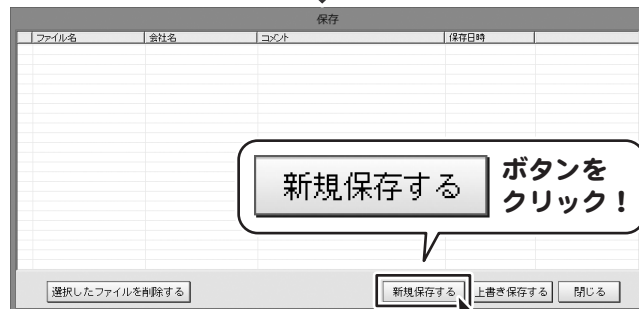 保存
ファイル名 会社名 コメント 保存日時
新規保存する ボタンを
クリック！
選択したファイルを削除する 新規保存する 上書き保存する 閉じる